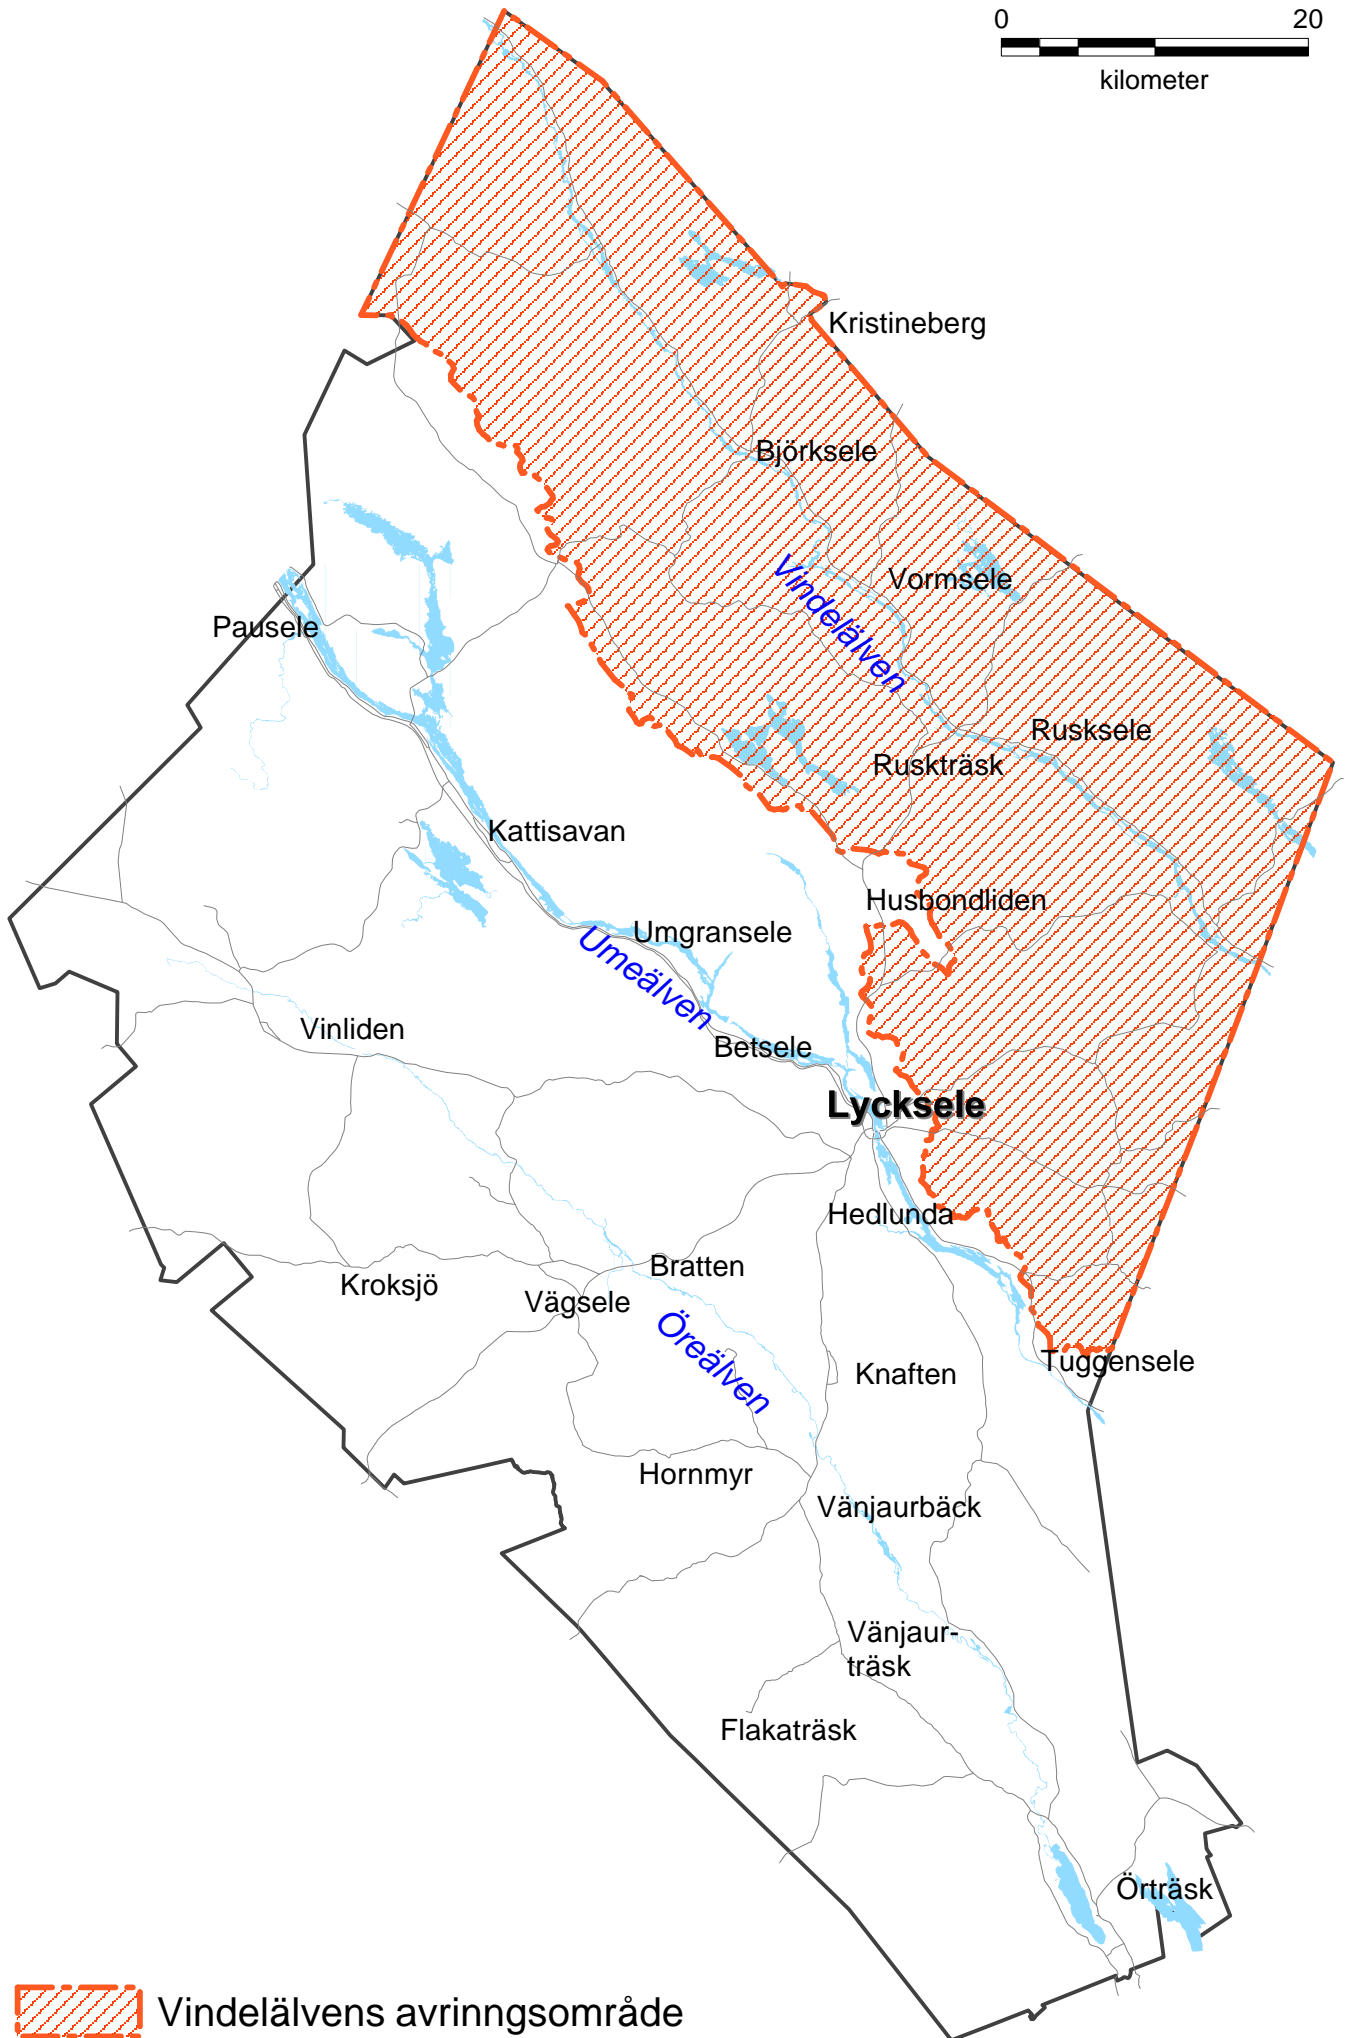 0 20
kilometer
Kristineberg
Björksele
Vindelälven
Vormsele
Pausele
Rusksele
Ruskträsk
Kattisavan
Husbondliden
Umgransele
Umeälven
Vinliden
Betsele
Lycksele
Hedlunda
Bratten
Kroksjö
Vägsele
Öreälven
Tuggensele
Knaften
Hornmyr
Vänjaurbäck
Vänjaur-
träsk
Flakaträsk
Örträsk
Vindelälvens avrinngsområde